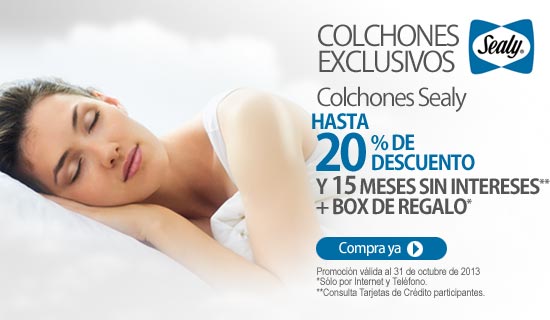 COLCHONES
EXCLUSIVOS
Sealy®
Colchones Sealy
HASTA
20 % DE
DESCUENTO
Y 15 MESES SIN INTERESES**
+ BOX DE REGALO*
Compra ya
Promoción válida al 31 de octubre de 2013
*Sólo por Internet y Teléfono.
**Consulta Tarjetas de Crédito participantes.